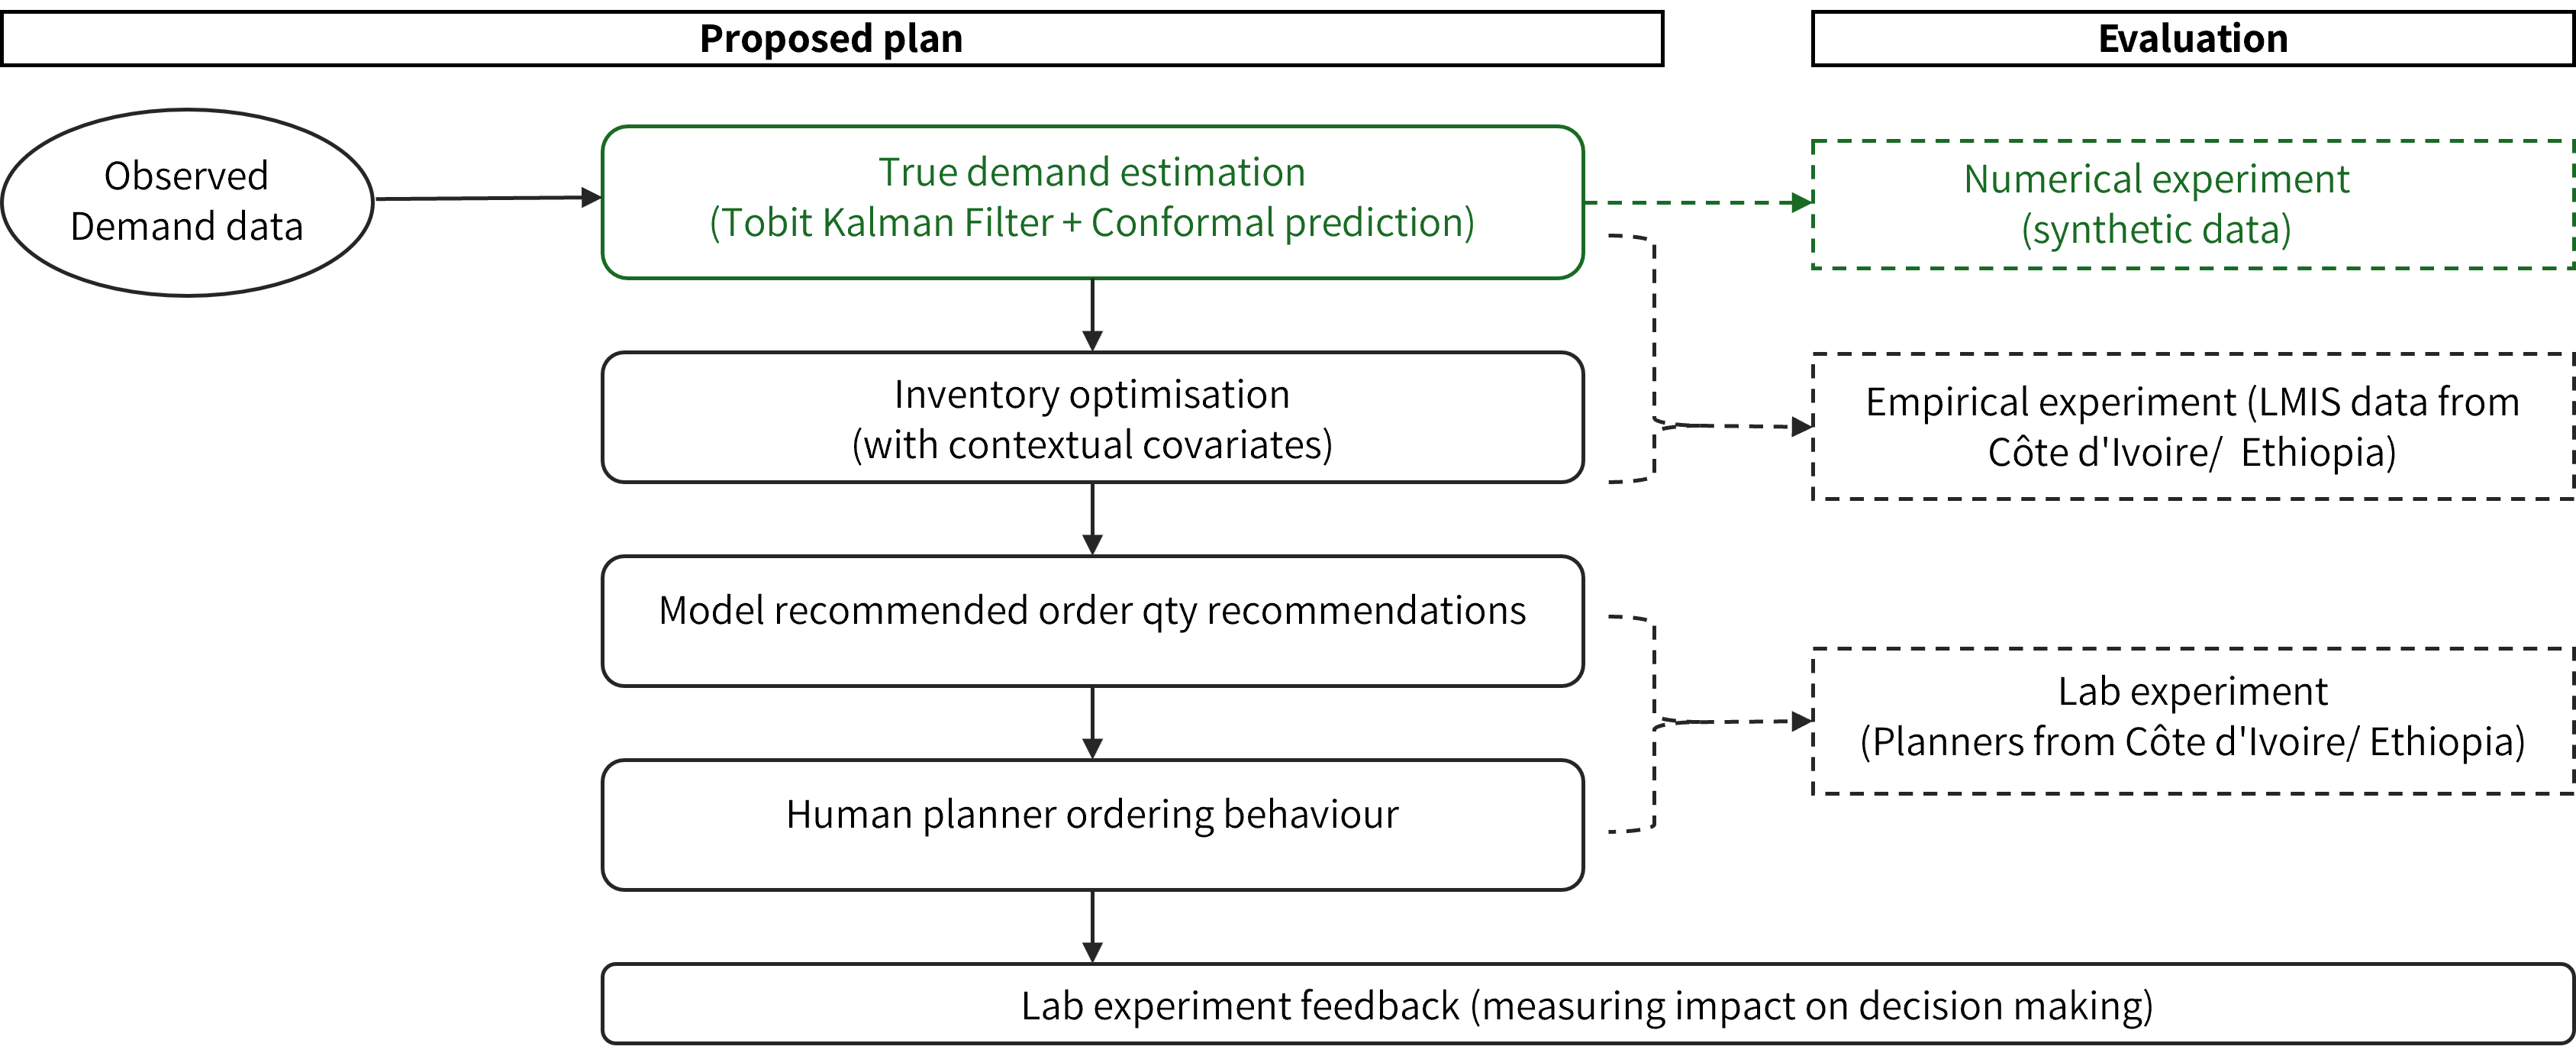 Proposed plan
Evaluation
Observed
Demand data
True demand estimation
(Tobit Kalman Filter + Conformal prediction)
Numerical experiment
(synthetic data)
Inventory optimisation
(with contextual covariates)
Empirical experiment (LMIS data from
Côte d'Ivoire/ Ethiopia)
Model recommended order qty recommendations
Lab experiment
(Planners from Côte d'Ivoire/ Ethiopia)
Human planner ordering behaviour
Lab experiment feedback (measuring impact on decision making)